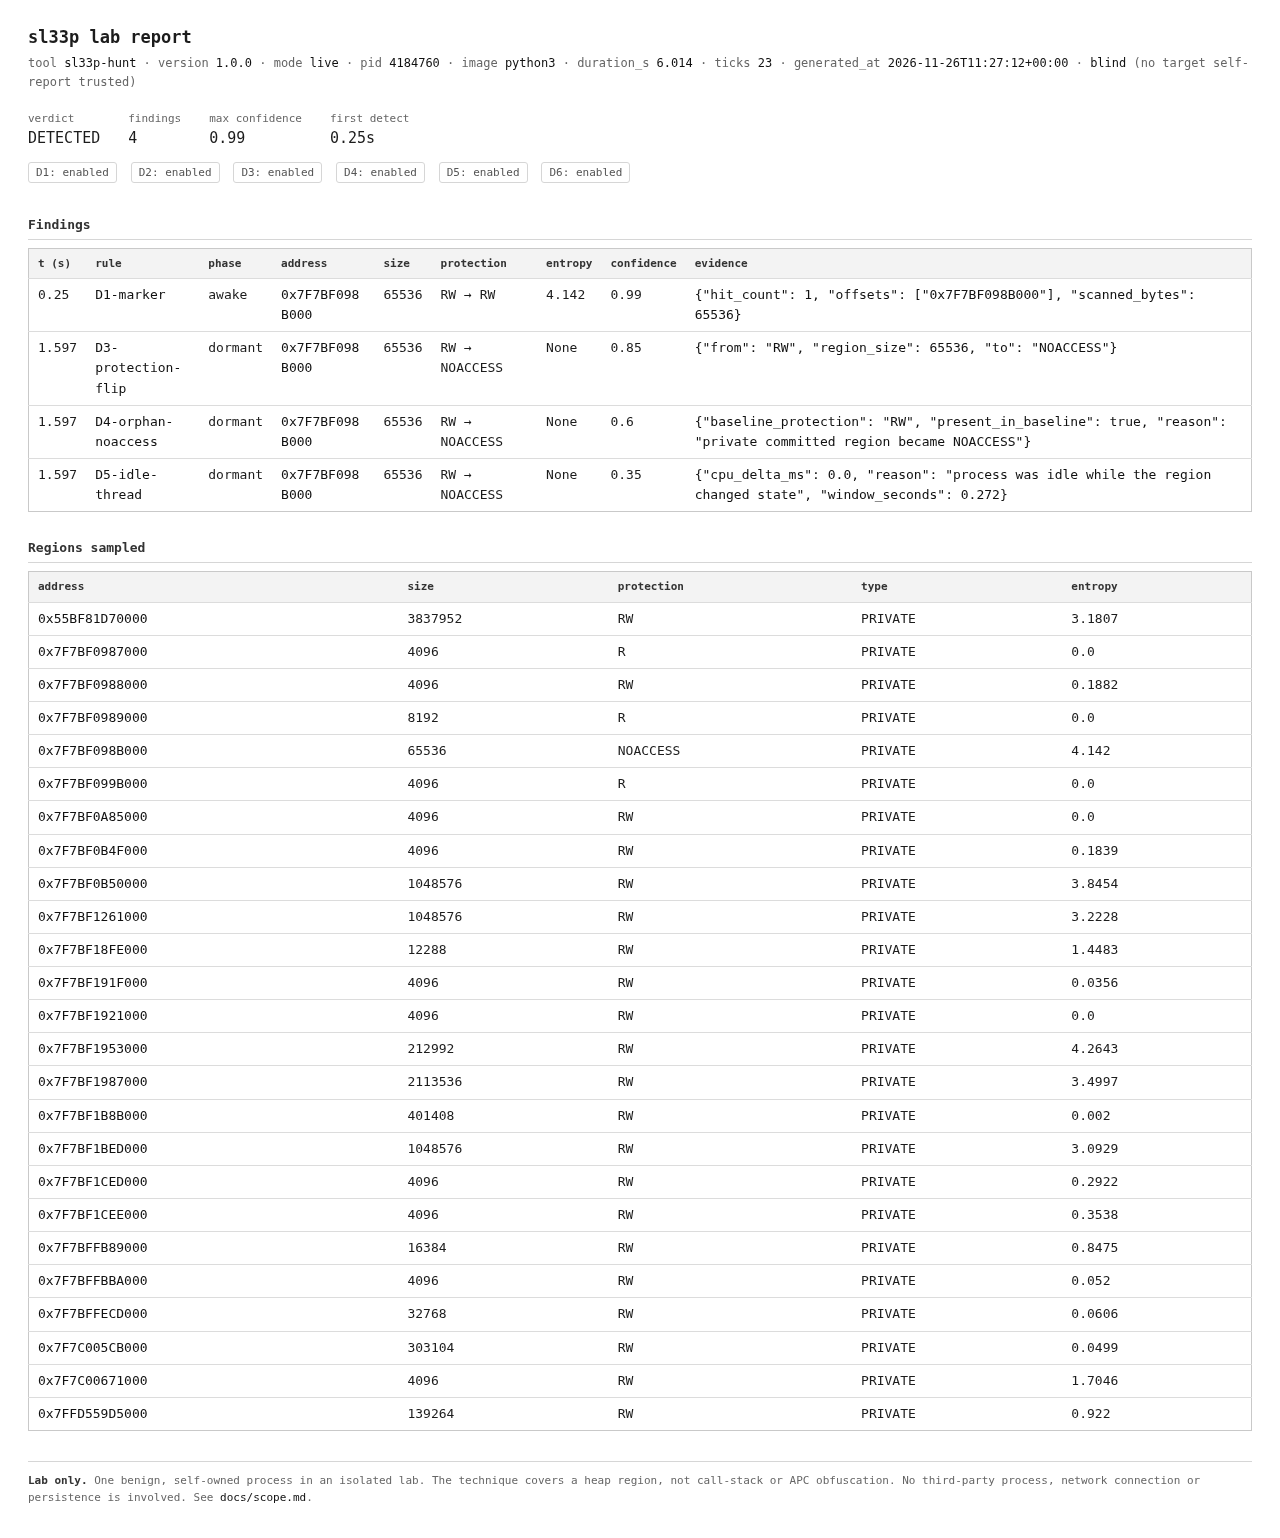 sl33p lab report
tool sl33p-hunt · version 1.0.0 · mode live · pid 4184760 · image python3 · duration_s 6.014 · ticks 23 · generated_at 2026-11-26T11:27:12+00:00 · blind (no target self-
report trusted)
verdict findings max confidence first detect
DETECTED 4 0.99 0.25s
D1: enabled D2: enabled D3: enabled D4: enabled D5: enabled D6: enabled
Findings
t (s) rule phase address size protection entropy confidence evidence
0.25 D1-marker awake 0x7F7BF098 65536 RW → RW 4.142 0.99 {"hit_count": 1, "offsets": ["0x7F7BF098B000"], "scanned_bytes":
B000 65536}
1.597 D3- dormant 0x7F7BF098 65536 RW → None 0.85 {"from": "RW", "region_size": 65536, "to": "NOACCESS"}
protection- B000 NOACCESS
flip
1.597 D4-orphan- dormant 0x7F7BF098 65536 RW → None 0.6 {"baseline_protection": "RW", "present_in_baseline": true, "reason":
noaccess B000 NOACCESS "private committed region became NOACCESS"}
1.597 D5-idle- dormant 0x7F7BF098 65536 RW → None 0.35 {"cpu_delta_ms": 0.0, "reason": "process was idle while the region
thread B000 NOACCESS changed state", "window_seconds": 0.272}
Regions sampled
address size protection type entropy
0x55BF81D70000 3837952 RW PRIVATE 3.1807
0x7F7BF0987000 4096 R PRIVATE 0.0
0x7F7BF0988000 4096 RW PRIVATE 0.1882
0x7F7BF0989000 8192 R PRIVATE 0.0
0x7F7BF098B000 65536 NOACCESS PRIVATE 4.142
0x7F7BF099B000 4096 R PRIVATE 0.0
0x7F7BF0A85000 4096 RW PRIVATE 0.0
0x7F7BF0B4F000 4096 RW PRIVATE 0.1839
0x7F7BF0B50000 1048576 RW PRIVATE 3.8454
0x7F7BF1261000 1048576 RW PRIVATE 3.2228
0x7F7BF18FE000 12288 RW PRIVATE 1.4483
0x7F7BF191F000 4096 RW PRIVATE 0.0356
0x7F7BF1921000 4096 RW PRIVATE 0.0
0x7F7BF1953000 212992 RW PRIVATE 4.2643
0x7F7BF1987000 2113536 RW PRIVATE 3.4997
0x7F7BF1B8B000 401408 RW PRIVATE 0.002
0x7F7BF1BED000 1048576 RW PRIVATE 3.0929
0x7F7BF1CED000 4096 RW PRIVATE 0.2922
0x7F7BF1CEE000 4096 RW PRIVATE 0.3538
0x7F7BFFB89000 16384 RW PRIVATE 0.8475
0x7F7BFFBBA000 4096 RW PRIVATE 0.052
0x7F7BFFECD000 32768 RW PRIVATE 0.0606
0x7F7C005CB000 303104 RW PRIVATE 0.0499
0x7F7C00671000 4096 RW PRIVATE 1.7046
0x7FFD559D5000 139264 RW PRIVATE 0.922
Lab only. One benign, self-owned process in an isolated lab. The technique covers a heap region, not call-stack or APC obfuscation. No third-party process, network connection or
persistence is involved. See docs/scope.md.